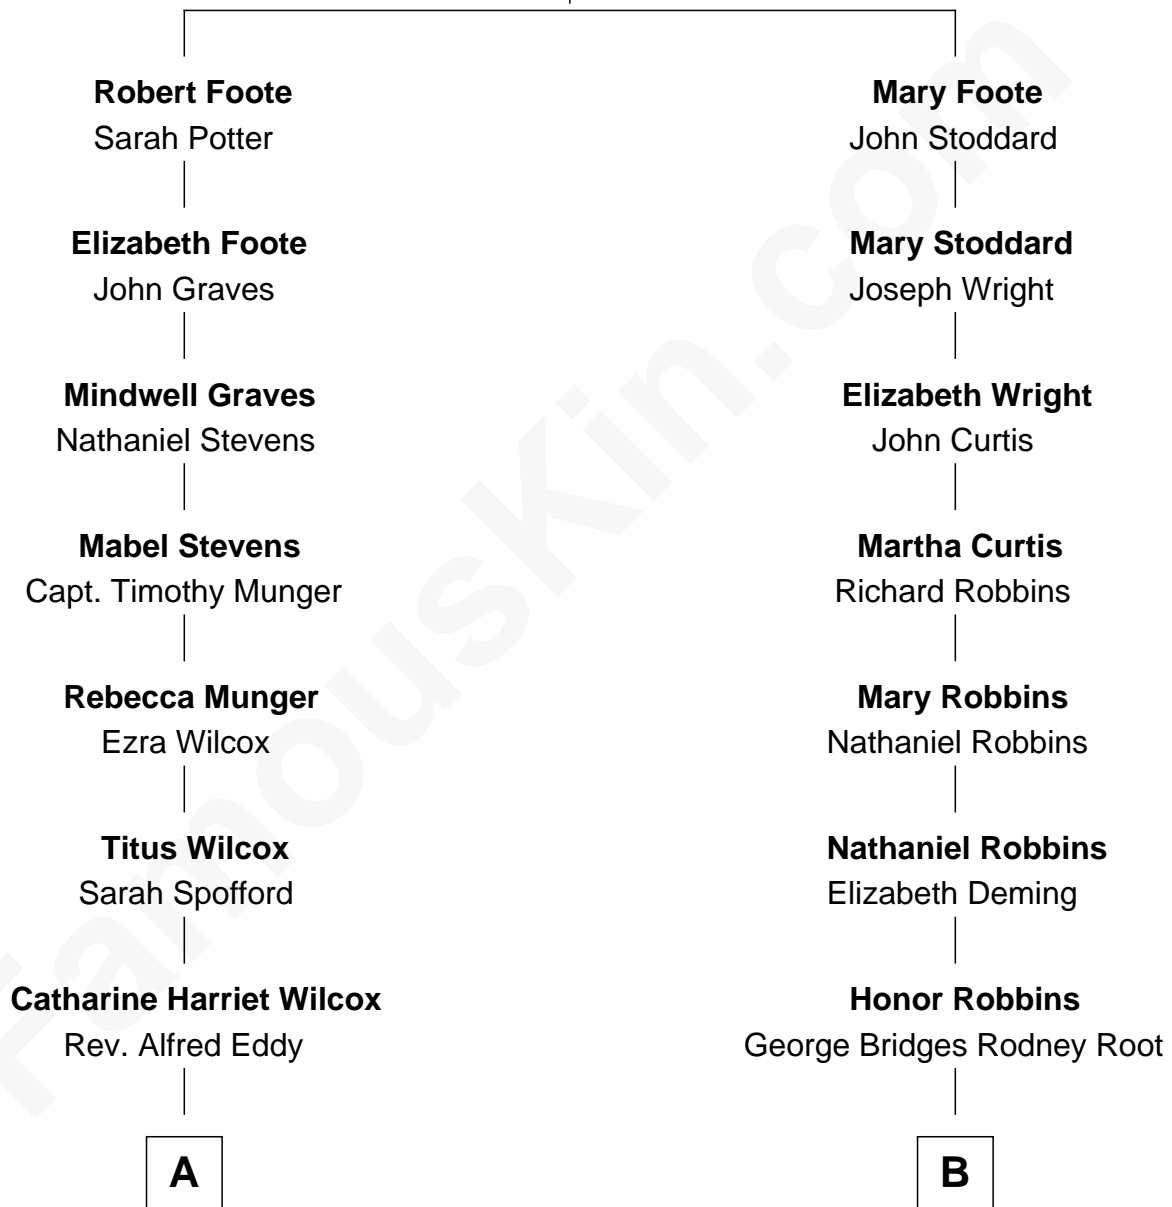 Robert Foote
Sarah Potter
Mary Foote
John Stoddard
Elizabeth Foote
John Graves
Mary Stoddard
Joseph Wright
Mindwell Graves
Nathaniel Stevens
Elizabeth Wright
John Curtis
Mabel Stevens
Capt. Timothy Munger
Martha Curtis
Richard Robbins
Rebecca Munger
Ezra Wilcox
Mary Robbins
Nathaniel Robbins
Titus Wilcox
Sarah Spofford
Nathaniel Robbins
Elizabeth Deming
Catharine Harriet Wilcox
Rev. Alfred Eddy
Honor Robbins
George Bridges Rodney Root
A
B
FamousKin.com